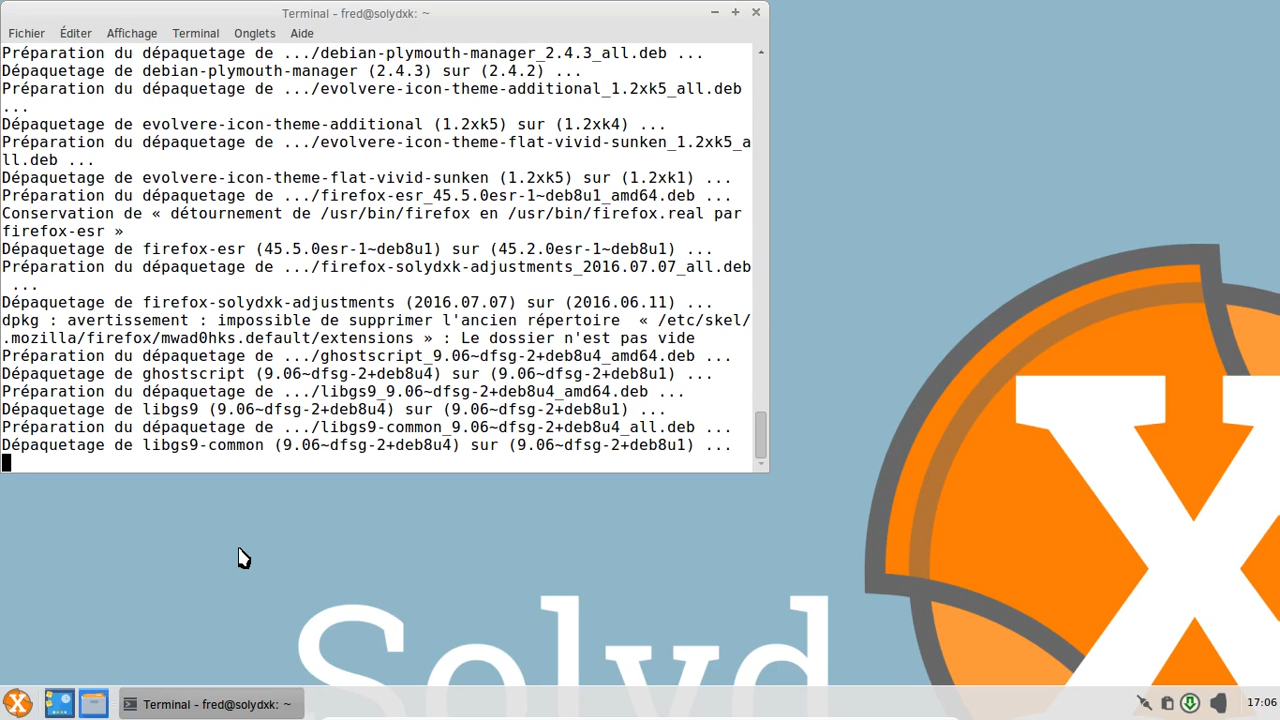 Terminal - fred@solydxk: ~
Fichier Éditer Affichage Terminal Onglets Aide
Préparation du dépaquetage de .../debian-plymouth-manager_2.4.3_all.deb ...
Dépaquetage de debian-plymouth-manager (2.4.3) sur (2.4.2) ...
Préparation du dépaquetage de .../evolvere-icon-theme-additional_1.2xk5_all.deb
...
Dépaquetage de evolvere-icon-theme-additional (1.2xk5) sur (1.2xk4) ...
Préparation du dépaquetage de .../evolvere-icon-theme-flat-vivid-sunken_1.2xk5_a
ll.deb ...
Dépaquetage de evolvere-icon-theme-flat-vivid-sunken (1.2xk5) sur (1.2xk1) ...
Préparation du dépaquetage de .../firefox-esr_45.5.0esr-1~deb8u1_amd64.deb ...
Conservation de « détournement de /usr/bin/firefox en /usr/bin/firefox.real par
firefox-esr »
Dépaquetage de firefox-esr (45.5.0esr-1~deb8u1) sur (45.2.0esr-1~deb8u1) ...
Préparation du dépaquetage de .../firefox-solydxk-adjustments_2016.07.07_all.deb
...
Dépaquetage de firefox-solydxk-adjustments (2016.07.07) sur (2016.06.11) ...
dpkg : avertissement : impossible de supprimer l'ancien répertoire  « /etc/skel/
.mozilla/firefox/mwad0hks.default/extensions » : Le dossier n'est pas vide
Préparation du dépaquetage de .../ghostscript_9.06~dfsg-2+deb8u4_amd64.deb ...
Dépaquetage de ghostscript (9.06~dfsg-2+deb8u4) sur (9.06~dfsg-2+deb8u1) ...
Préparation du dépaquetage de .../libgs9_9.06~dfsg-2+deb8u4_amd64.deb ...
Dépaquetage de libgs9 (9.06~dfsg-2+deb8u4) sur (9.06~dfsg-2+deb8u1) ...
Préparation du dépaquetage de .../libgs9-common_9.06~dfsg-2+deb8u4_all.deb ...
Dépaquetage de libgs9-common (9.06~dfsg-2+deb8u4) sur (9.06~dfsg-2+deb8u1) ...
Solyd X
Terminal - fred@solydxk: ~
17:06